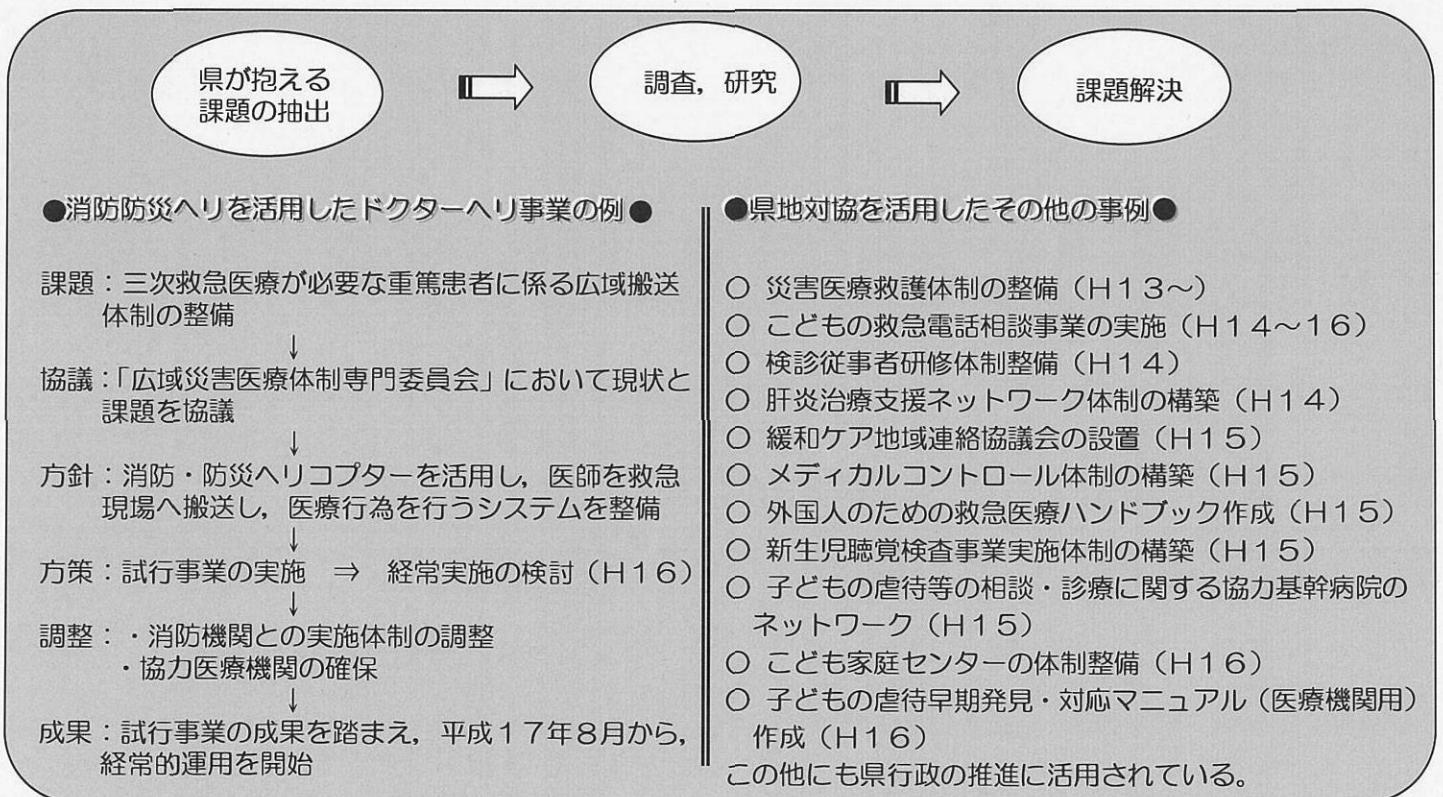 県が抱える
課題の抽出
調査，研究
課題解決
●消防防災ヘリを活用したドクターヘリ事業の例●
課題：三次救急医療が必要な重篤患者に係る広域搬送
体制の整備
↓
協議：「広域災害医療体制専門委員会」において現状と
課題を協議
↓
方針：消防・防災ヘリコプターを活用し，医師を救急
現場へ搬送し，医療行為を行うシステムを整備
↓
方策：試行事業の実施　⇒　経常実施の検討（Ｈ１６）
↓
調整：・消防機関との実施体制の調整
・協力医療機関の確保
↓
成果：試行事業の成果を踏まえ，平成１７年８月から，
経常的運用を開始
●県地対協を活用したその他の事例●
○ 災害医療救護体制の整備（Ｈ１３～）
○ こどもの救急電話相談事業の実施（Ｈ１４～１６）
○ 検診従事者研修体制整備（Ｈ１４）
○ 肝炎治療支援ネットワーク体制の構築（Ｈ１４）
○ 緩和ケア地域連絡協議会の設置（Ｈ１５）
○ メディカルコントロール体制の構築（Ｈ１５）
○ 外国人のための救急医療ハンドブック作成（Ｈ１５）
○ 新生児聴覚検査事業実施体制の構築（Ｈ１５）
○ 子どもの虐待等の相談・診療に関する協力基幹病院の
ネットワーク（Ｈ１５）
○ こども家庭センターの体制整備（Ｈ１６）
○ 子どもの虐待早期発見・対応マニュアル（医療機関用）
作成（Ｈ１６）
この他にも県行政の推進に活用されている。